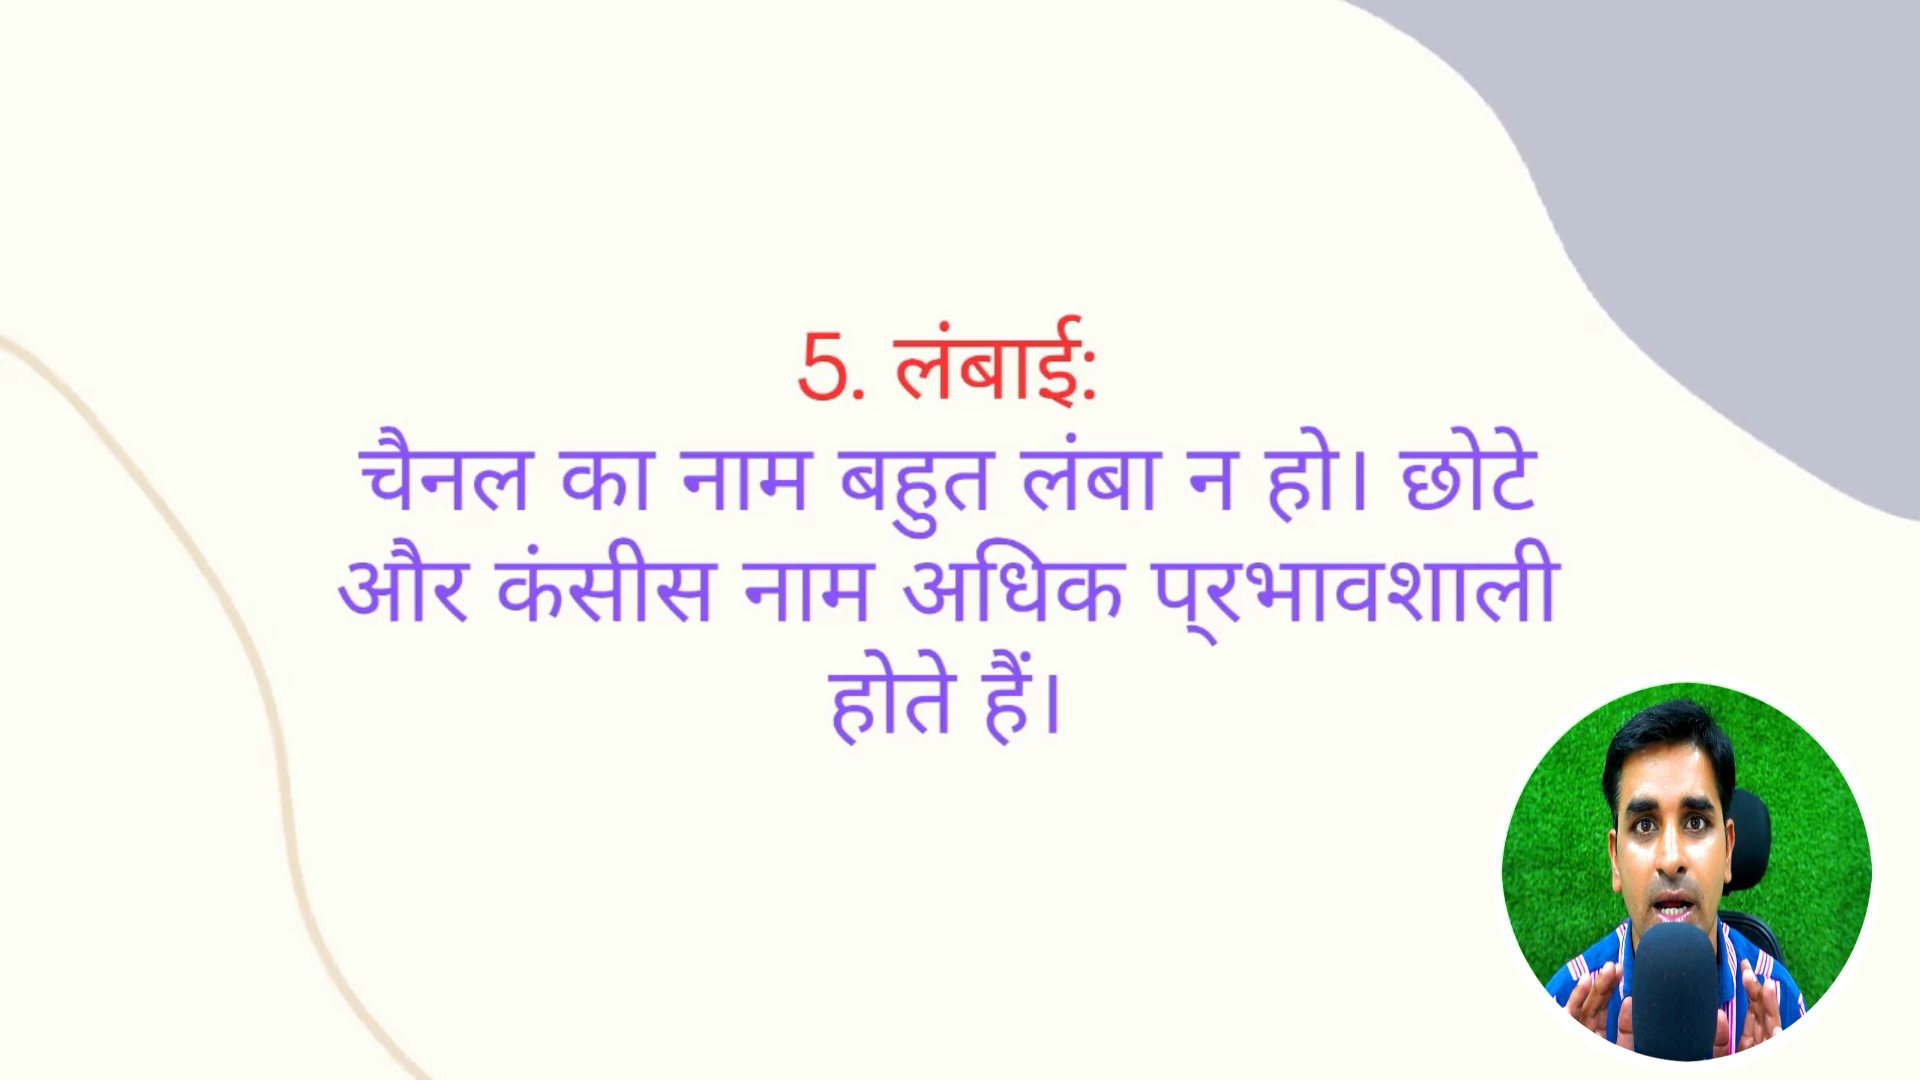 5. लंबाई:
चैनल का नाम बहुत लंबा न हो। छोटे
और कंसीस नाम अधिक प्रभावशाली
होते हैं।